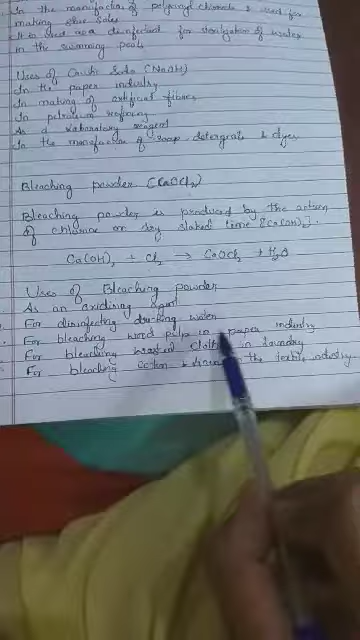 In the manufacture of polyvinyl chloride & used for
making shoe Soles
It is used as a disinfectant for sterilization of water
in the swimming pools
Uses of Caustic Soda (NaOH)
In the paper industry
In making of artificial fibres
In petroleum refining
As a laboratory reagent
In the manufacture of soap detergents & dyes
Bleaching powder (CaOCl₂)
Bleaching powder is produced by the action
of chlorine on dry slaked lime [Ca(OH)₂].
Ca(OH)₂ + Cl₂ → CaOCl₂ + H₂O
Uses of Bleaching powder
As an oxidising agent
For disinfecting drinking water
For bleaching wood pulp in paper industry
For bleaching washed clothes in laundry
For bleaching cotton & in the textile industry